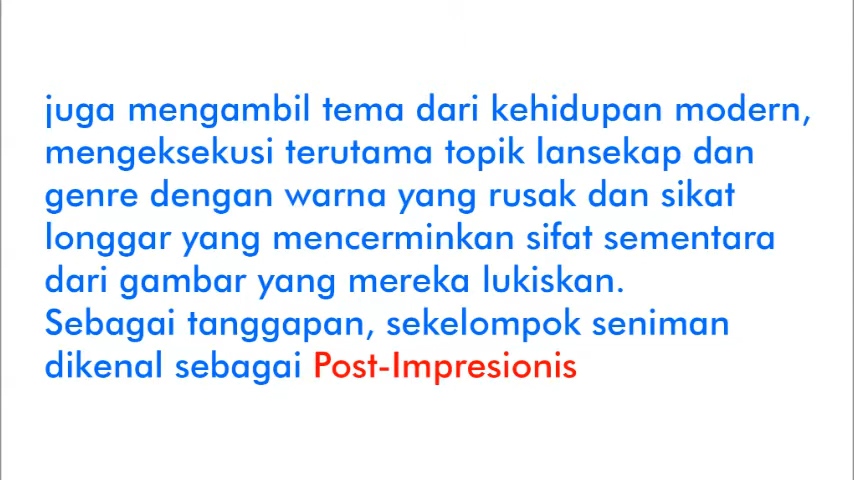 juga mengambil tema dari kehidupan modern,
mengeksekusi terutama topik lansekap dan
genre dengan warna yang rusak dan sikat
longgar yang mencerminkan sifat sementara
dari gambar yang mereka lukiskan.
Sebagai tanggapan, sekelompok seniman
dikenal sebagai Post-Impresionis